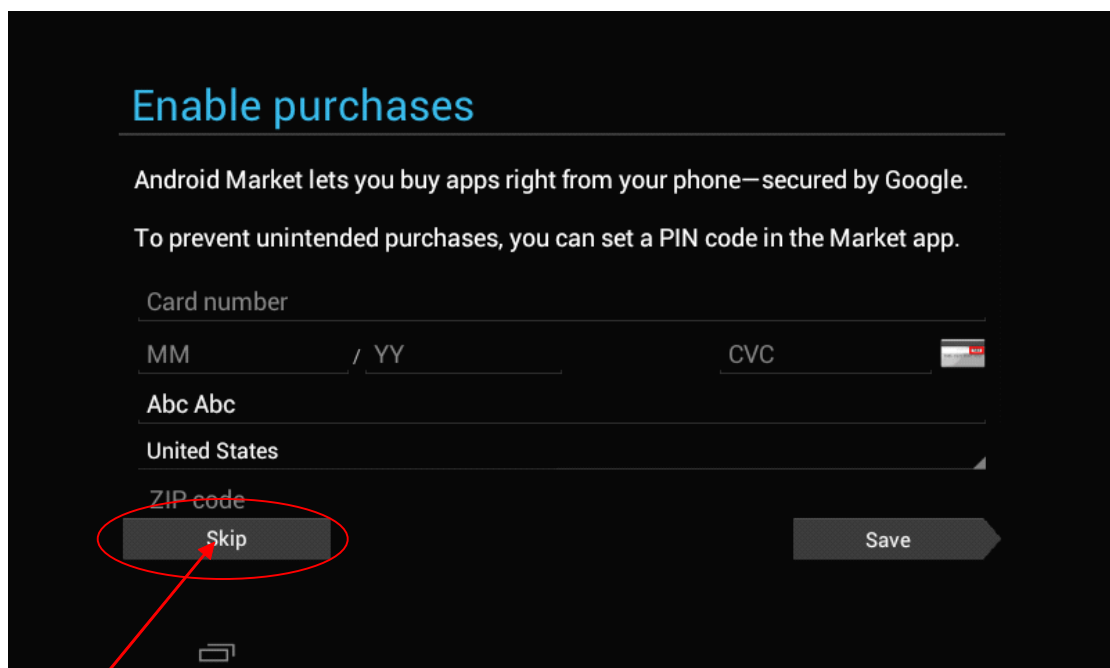 Enable purchases
Android Market lets you buy apps right from your phone—secured by Google.
To prevent unintended purchases, you can set a PIN code in the Market app.
Card number
MM / YY CVC
Abc Abc
United States
ZIP code
Skip Save